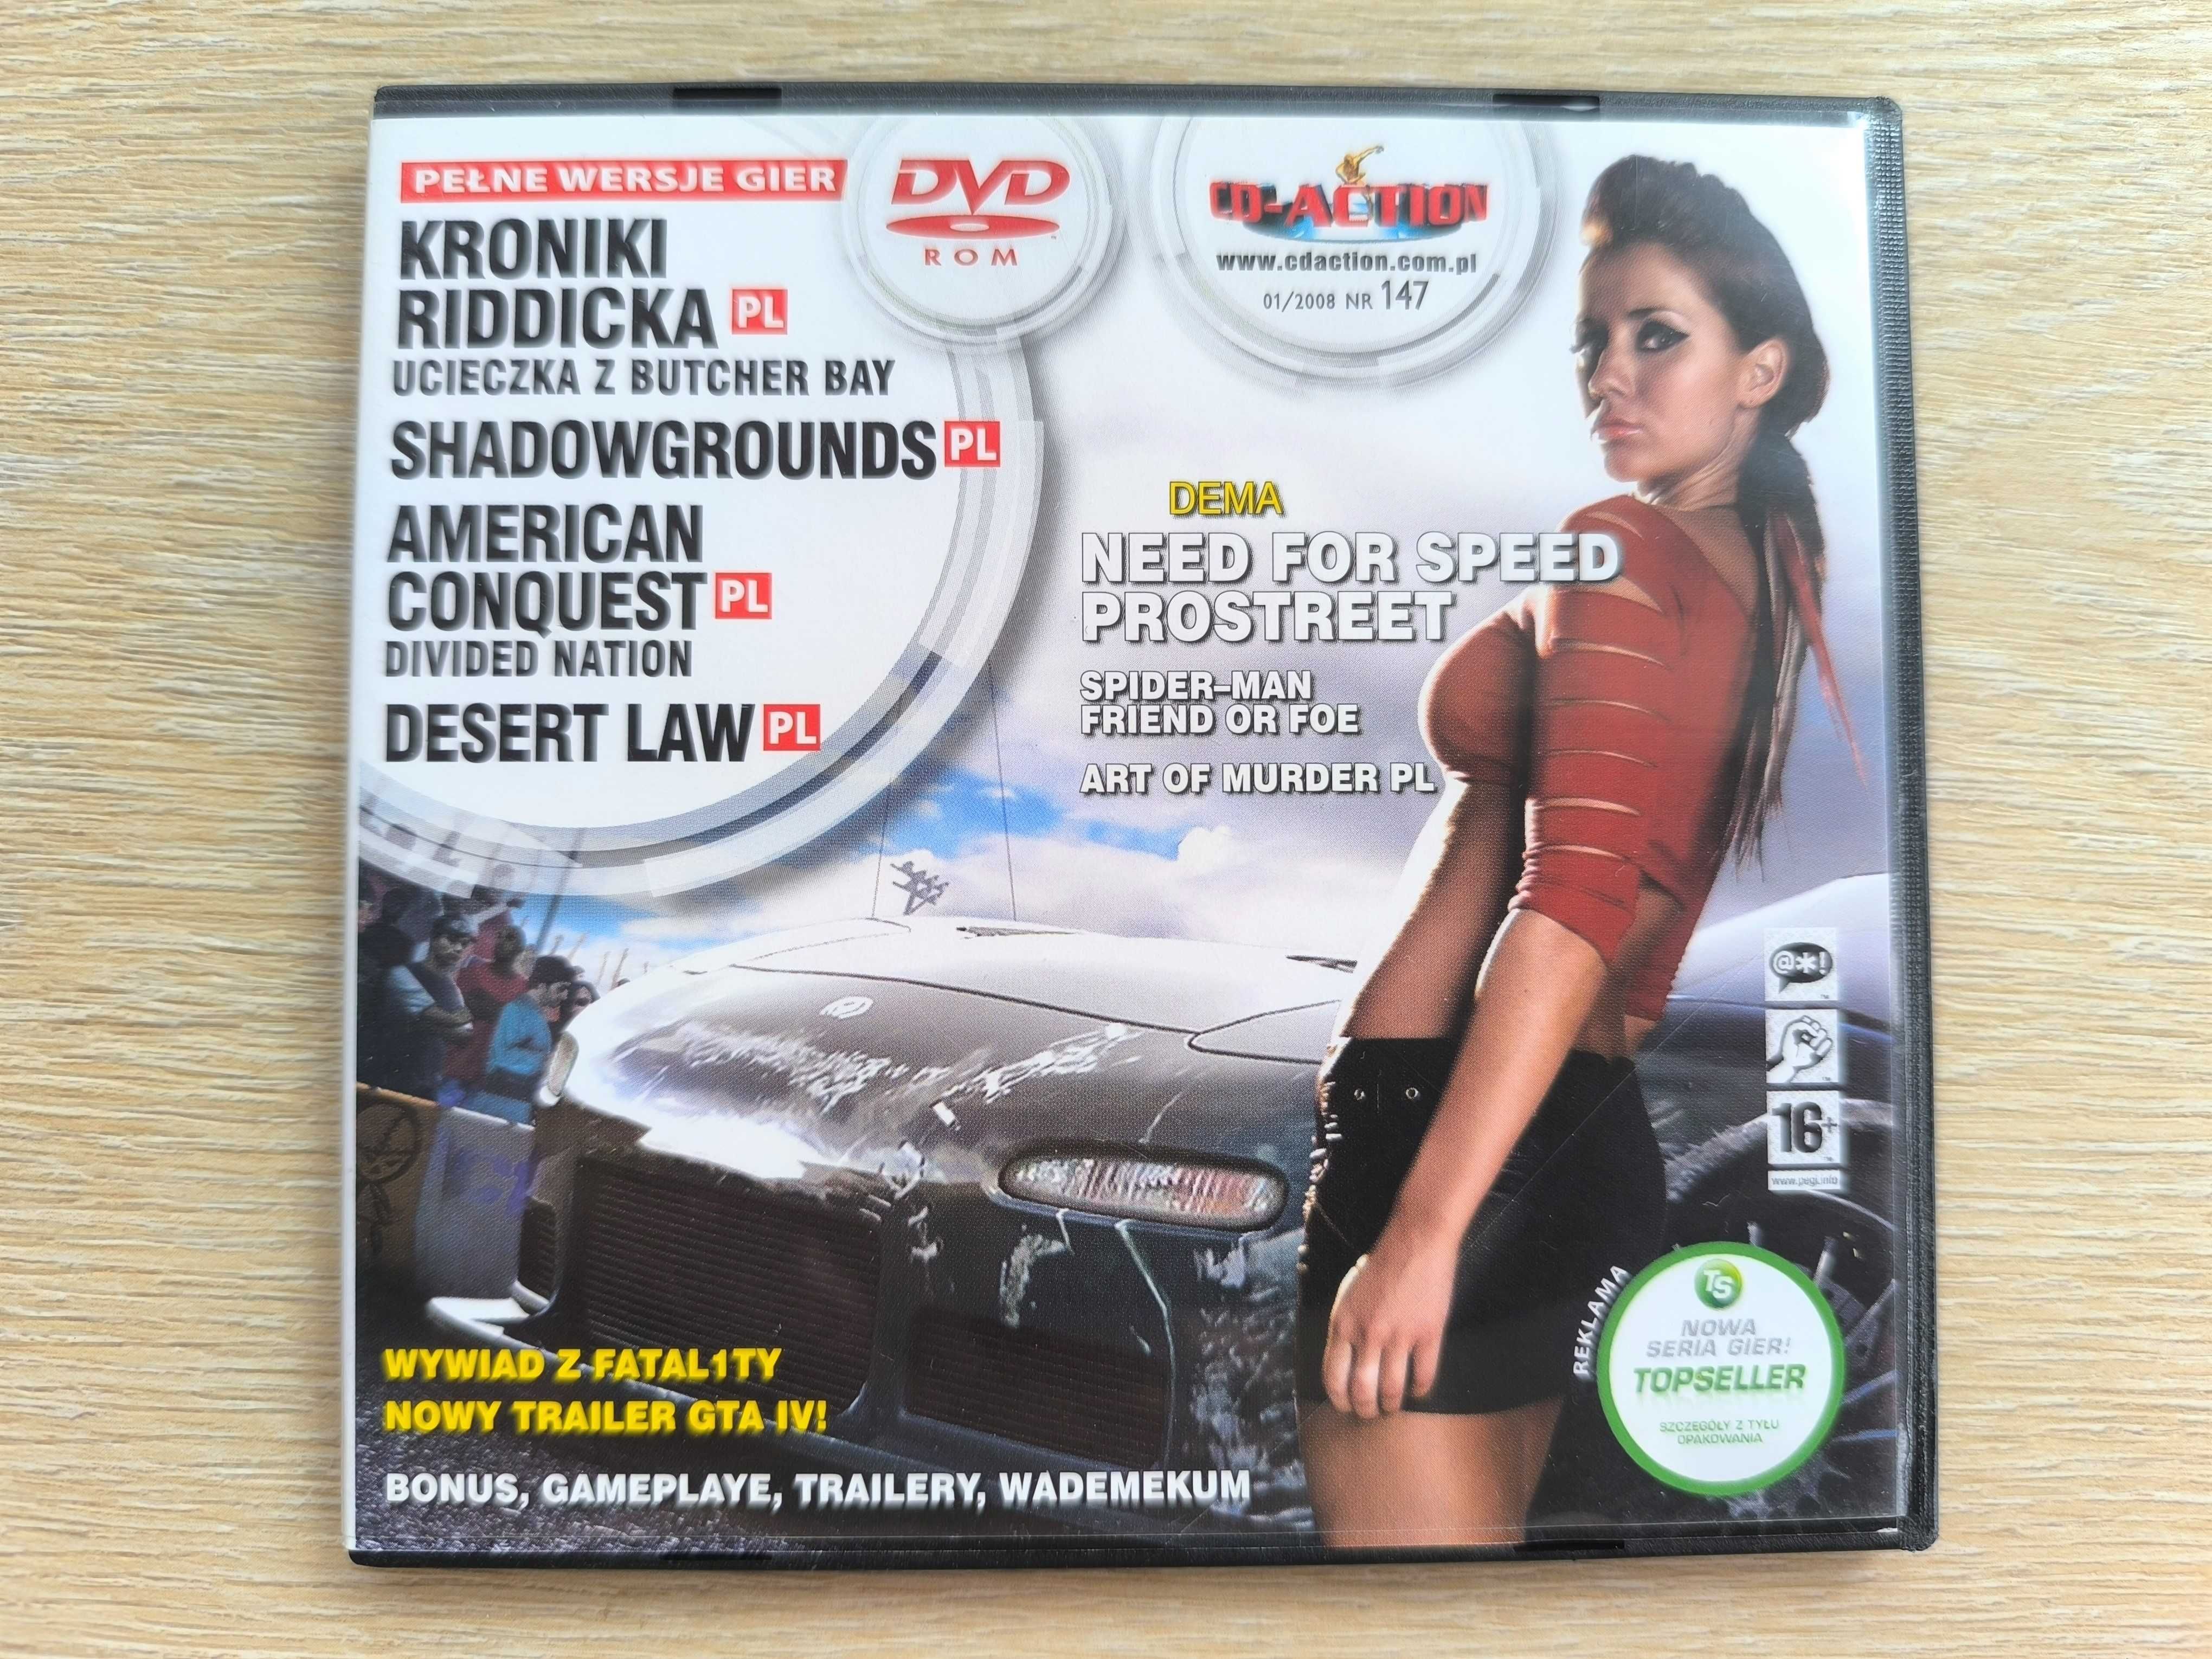 PEŁNE WERSJE GIER
KRONIKI
RIDDICKA PL
UCIECZKA Z BUTCHER BAY
SHADOWGROUNDS PL
AMERICAN
CONQUEST PL
DIVIDED NATION
DESERT LAW PL
DVD
ROM
CD-ACTION
www.cdaction.com.pl
01/2008 NR 147
DEMA
NEED FOR SPEED
PROSTREET
SPIDER-MAN
FRIEND OR FOE
ART OF MURDER PL
@*!
16+
www.pegi.info
REKLAMA
TS
NOWA
SERIA GIER!
TOPSELLER
SZCZEGÓŁY Z TYŁU
OPAKOWANIA
WYWIAD Z FATAL1TY
NOWY TRAILER GTA IV!
BONUS, GAMEPLAYE, TRAILERY, WADEMEKUM